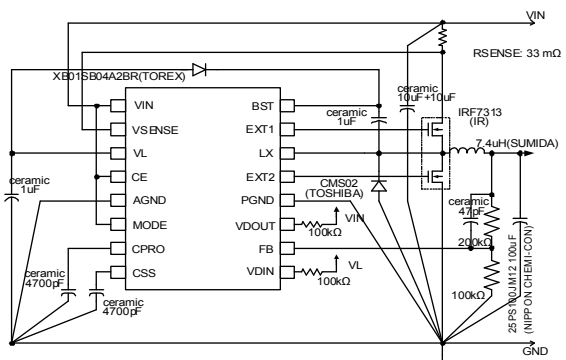 VIN
RSENSE: 33 mΩ
XB01SB04A2BR(TOREX)
ceramic
10uF+10uF
IRF7313
(IR)
VIN
BST
ceramic
1uF
VSENSE
EXT1
VL
LX
7.4uH(SUMIDA)
ceramic
1uF
CE
EXT2
CMS02
(TOSHIBA)
AGND
PGND
ceramic
47pF
MODE
VDOUT
VIN
100kΩ
200kΩ
CPRO
FB
ceramic
4700pF
CSS
VDIN
VL
100kΩ
100kΩ
ceramic
4700pF
25PS100JM12 100uF
(NIPPON CHEMI-CON)
GND